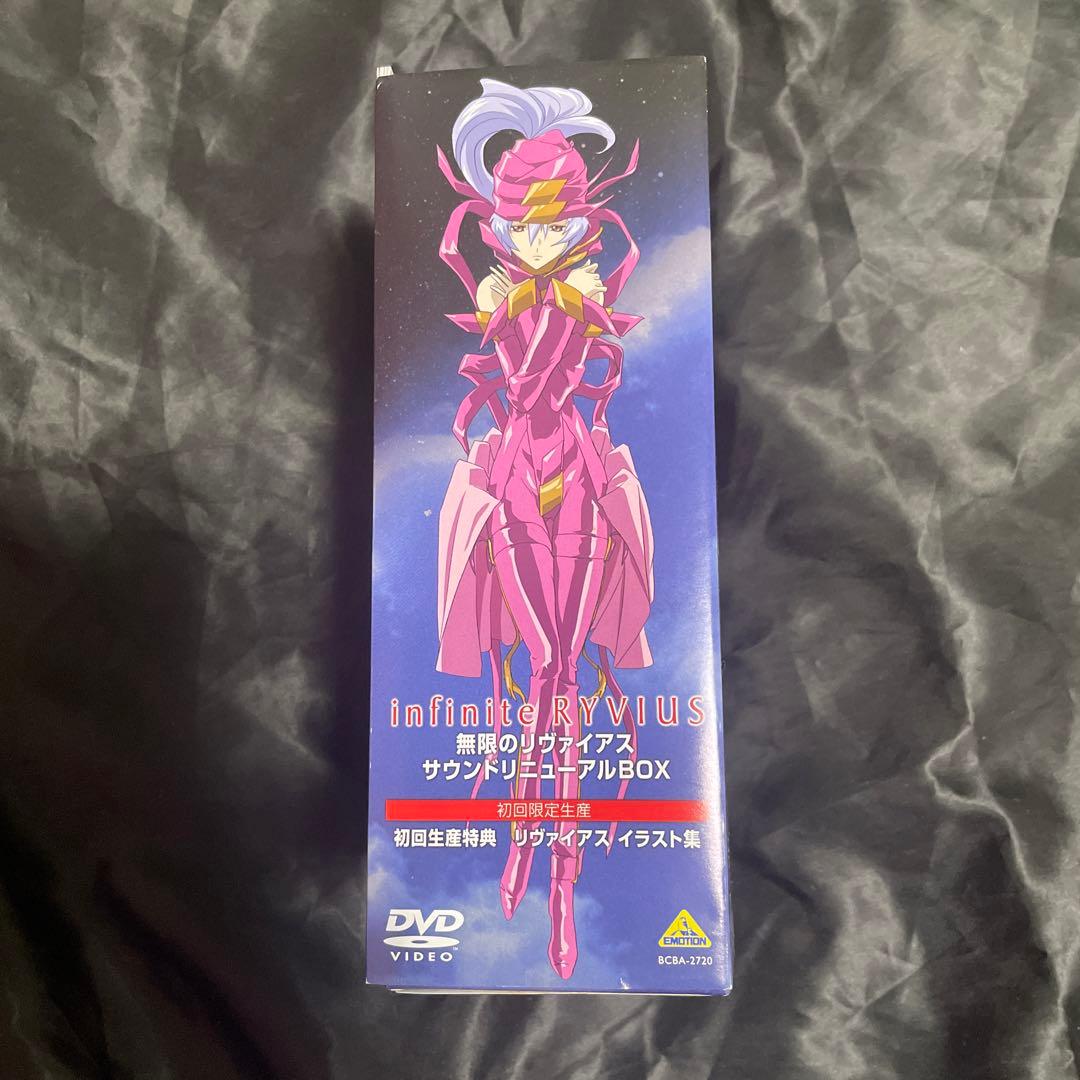 infinite RYVIUS
無限のリヴァイアス
サウンドリニューアルBOX
初回限定生産
初回生産特典 リヴァイアス イラスト集
DVD
VIDEO
TM
EMOTION
BCBA-2720